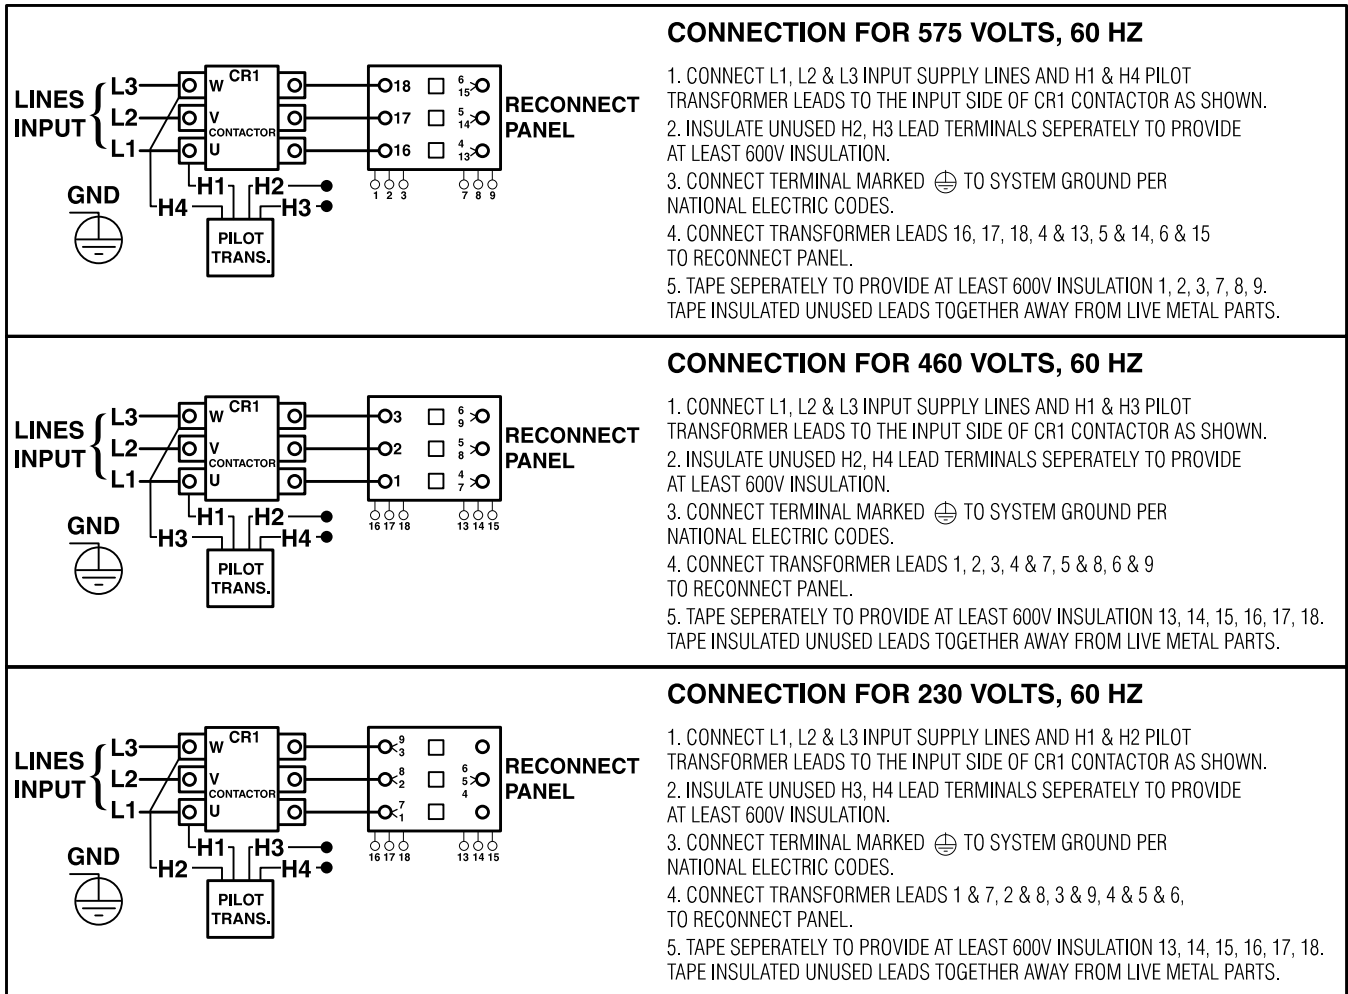 CONNECTION FOR 575 VOLTS, 60 HZ
LINES
INPUT
L3
L2
L1
W
V
U
CR1
CONTACTOR
18
17
16
6
15
5
14
4
13
RECONNECT
PANEL
1 2 3
7 8 9
GND
H1
H2
H4
H3
PILOT
TRANS.
1. CONNECT L1, L2 & L3 INPUT SUPPLY LINES AND H1 & H4 PILOT
TRANSFORMER LEADS TO THE INPUT SIDE OF CR1 CONTACTOR AS SHOWN.
2. INSULATE UNUSED H2, H3 LEAD TERMINALS SEPERATELY TO PROVIDE
AT LEAST 600V INSULATION.
3. CONNECT TERMINAL MARKED TO SYSTEM GROUND PER
NATIONAL ELECTRIC CODES.
4. CONNECT TRANSFORMER LEADS 16, 17, 18, 4 & 13, 5 & 14, 6 & 15
TO RECONNECT PANEL.
5. TAPE SEPERATELY TO PROVIDE AT LEAST 600V INSULATION 1, 2, 3, 7, 8, 9.
TAPE INSULATED UNUSED LEADS TOGETHER AWAY FROM LIVE METAL PARTS.
CONNECTION FOR 460 VOLTS, 60 HZ
LINES
INPUT
L3
L2
L1
W
V
U
CR1
CONTACTOR
3
2
1
6
9
5
8
4
7
RECONNECT
PANEL
16 17 18
13 14 15
GND
H1
H2
H3
H4
PILOT
TRANS.
1. CONNECT L1, L2 & L3 INPUT SUPPLY LINES AND H1 & H3 PILOT
TRANSFORMER LEADS TO THE INPUT SIDE OF CR1 CONTACTOR AS SHOWN.
2. INSULATE UNUSED H2, H4 LEAD TERMINALS SEPERATELY TO PROVIDE
AT LEAST 600V INSULATION.
3. CONNECT TERMINAL MARKED TO SYSTEM GROUND PER
NATIONAL ELECTRIC CODES.
4. CONNECT TRANSFORMER LEADS 1, 2, 3, 4 & 7, 5 & 8, 6 & 9
TO RECONNECT PANEL.
5. TAPE SEPERATELY TO PROVIDE AT LEAST 600V INSULATION 13, 14, 15, 16, 17, 18.
TAPE INSULATED UNUSED LEADS TOGETHER AWAY FROM LIVE METAL PARTS.
CONNECTION FOR 230 VOLTS, 60 HZ
LINES
INPUT
L3
L2
L1
W
V
U
CR1
CONTACTOR
9
3
8
2
7
1
6
5
4
RECONNECT
PANEL
16 17 18
13 14 15
GND
H1
H3
H2
H4
PILOT
TRANS.
1. CONNECT L1, L2 & L3 INPUT SUPPLY LINES AND H1 & H2 PILOT
TRANSFORMER LEADS TO THE INPUT SIDE OF CR1 CONTACTOR AS SHOWN.
2. INSULATE UNUSED H3, H4 LEAD TERMINALS SEPERATELY TO PROVIDE
AT LEAST 600V INSULATION.
3. CONNECT TERMINAL MARKED TO SYSTEM GROUND PER
NATIONAL ELECTRIC CODES.
4. CONNECT TRANSFORMER LEADS 1 & 7, 2 & 8, 3 & 9, 4 & 5 & 6,
TO RECONNECT PANEL.
5. TAPE SEPERATELY TO PROVIDE AT LEAST 600V INSULATION 13, 14, 15, 16, 17, 18.
TAPE INSULATED UNUSED LEADS TOGETHER AWAY FROM LIVE METAL PARTS.